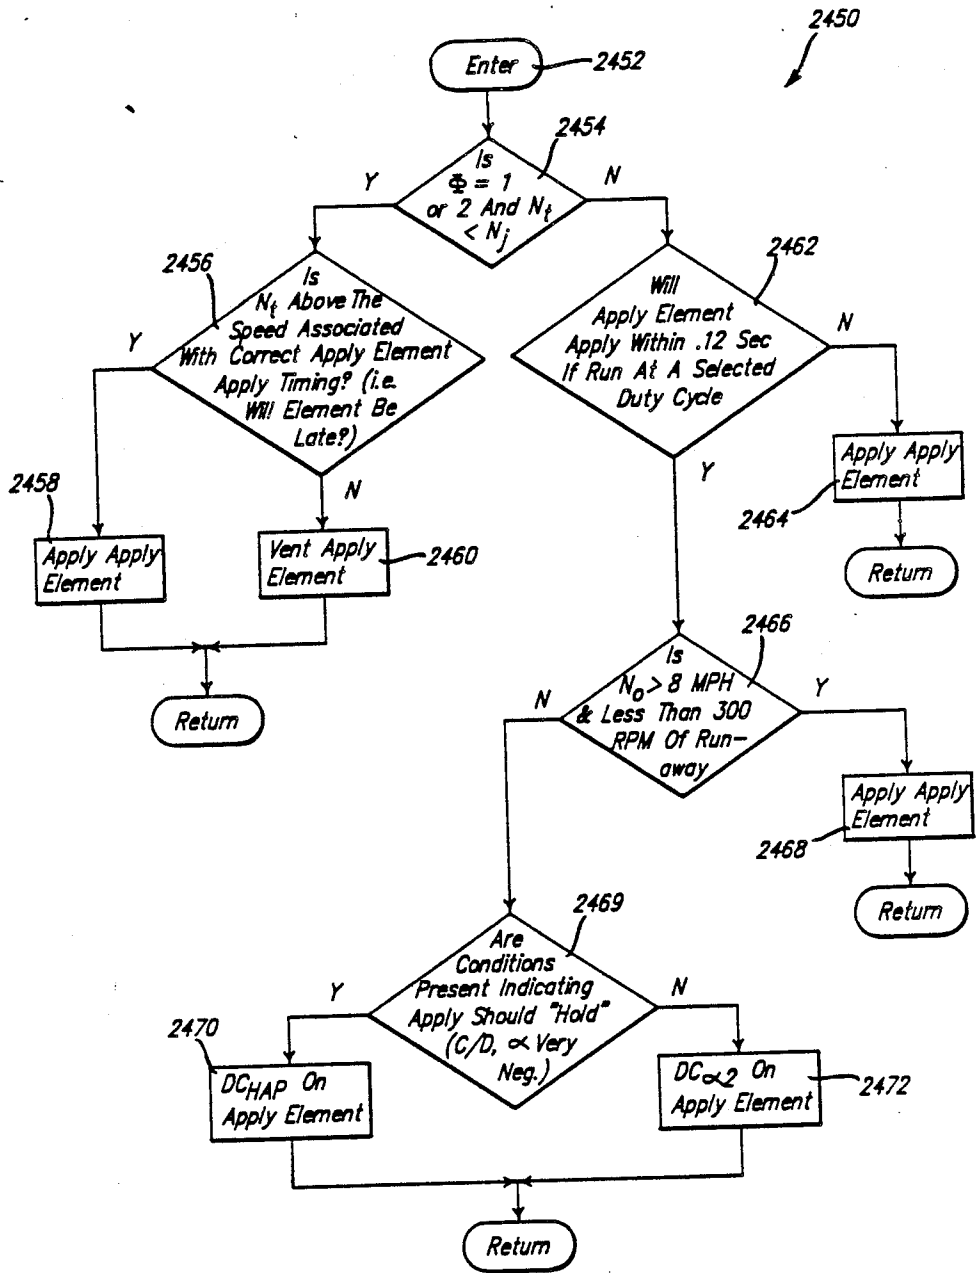 2450
Enter
2452
2454
Is
Φ = 1
or 2 And Nt
< Nj
Y
N
2456
Is
Nt Above The
Speed Associated
With Correct Apply Element
Apply Timing? (i.e.
Will Element Be
Late?)
Y
N
2462
Will
Apply Element
Apply Within .12 Sec
If Run At A Selected
Duty Cycle
N
Y
2458
Apply Apply
Element
Vent Apply
Element
2460
Return
Apply Apply
Element
2464
Return
2466
Is
No > 8 MPH
& Less Than 300
RPM Of Run-
away
N
Y
Apply Apply
Element
2468
Return
2469
Are
Conditions
Present Indicating
Apply Should "Hold"
(C/D, ∝ Very
Neg.)
Y
N
2470
DCHAP On
Apply Element
DC∝2 On
Apply Element
2472
Return